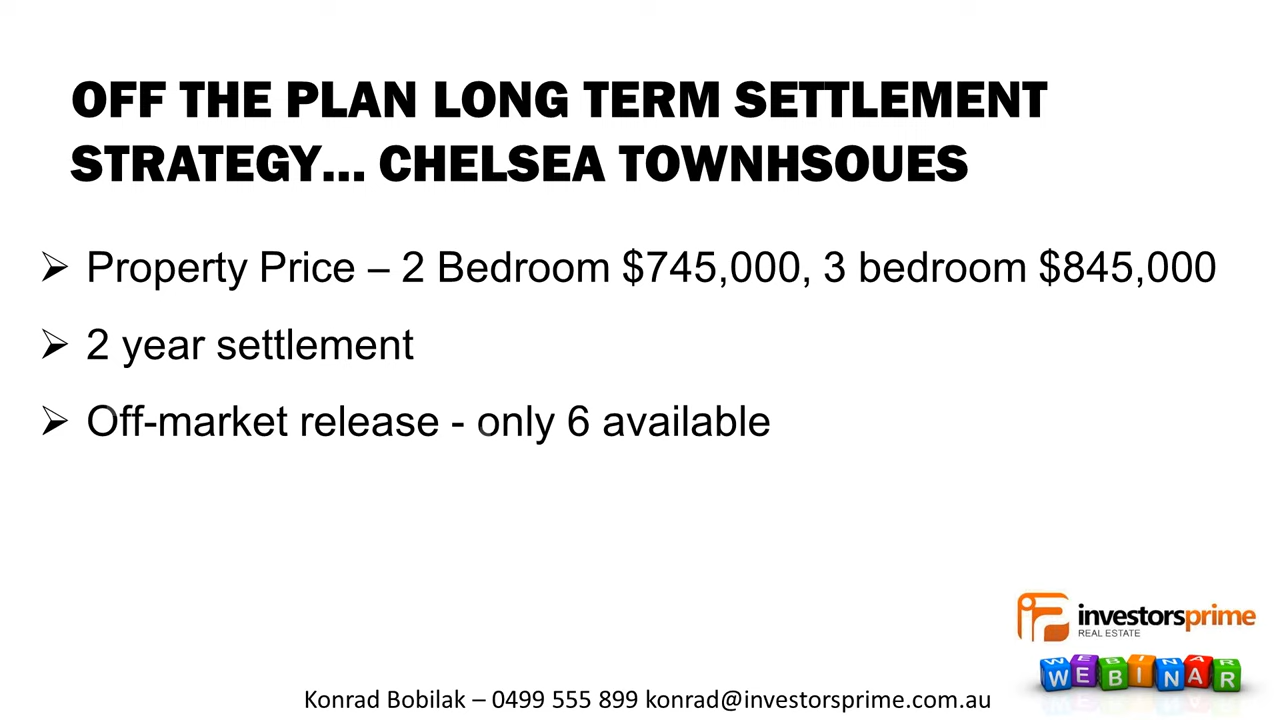 OFF THE PLAN LONG TERM SETTLEMENT
STRATEGY... CHELSEA TOWNHSOUES
➢ Property Price – 2 Bedroom $745,000, 3 bedroom $845,000
➢ 2 year settlement
➢ Off-market release - only 6 available
investorsprime
REAL ESTATE
WEBINAR
Konrad Bobilak – 0499 555 899 konrad@investorsprime.com.au